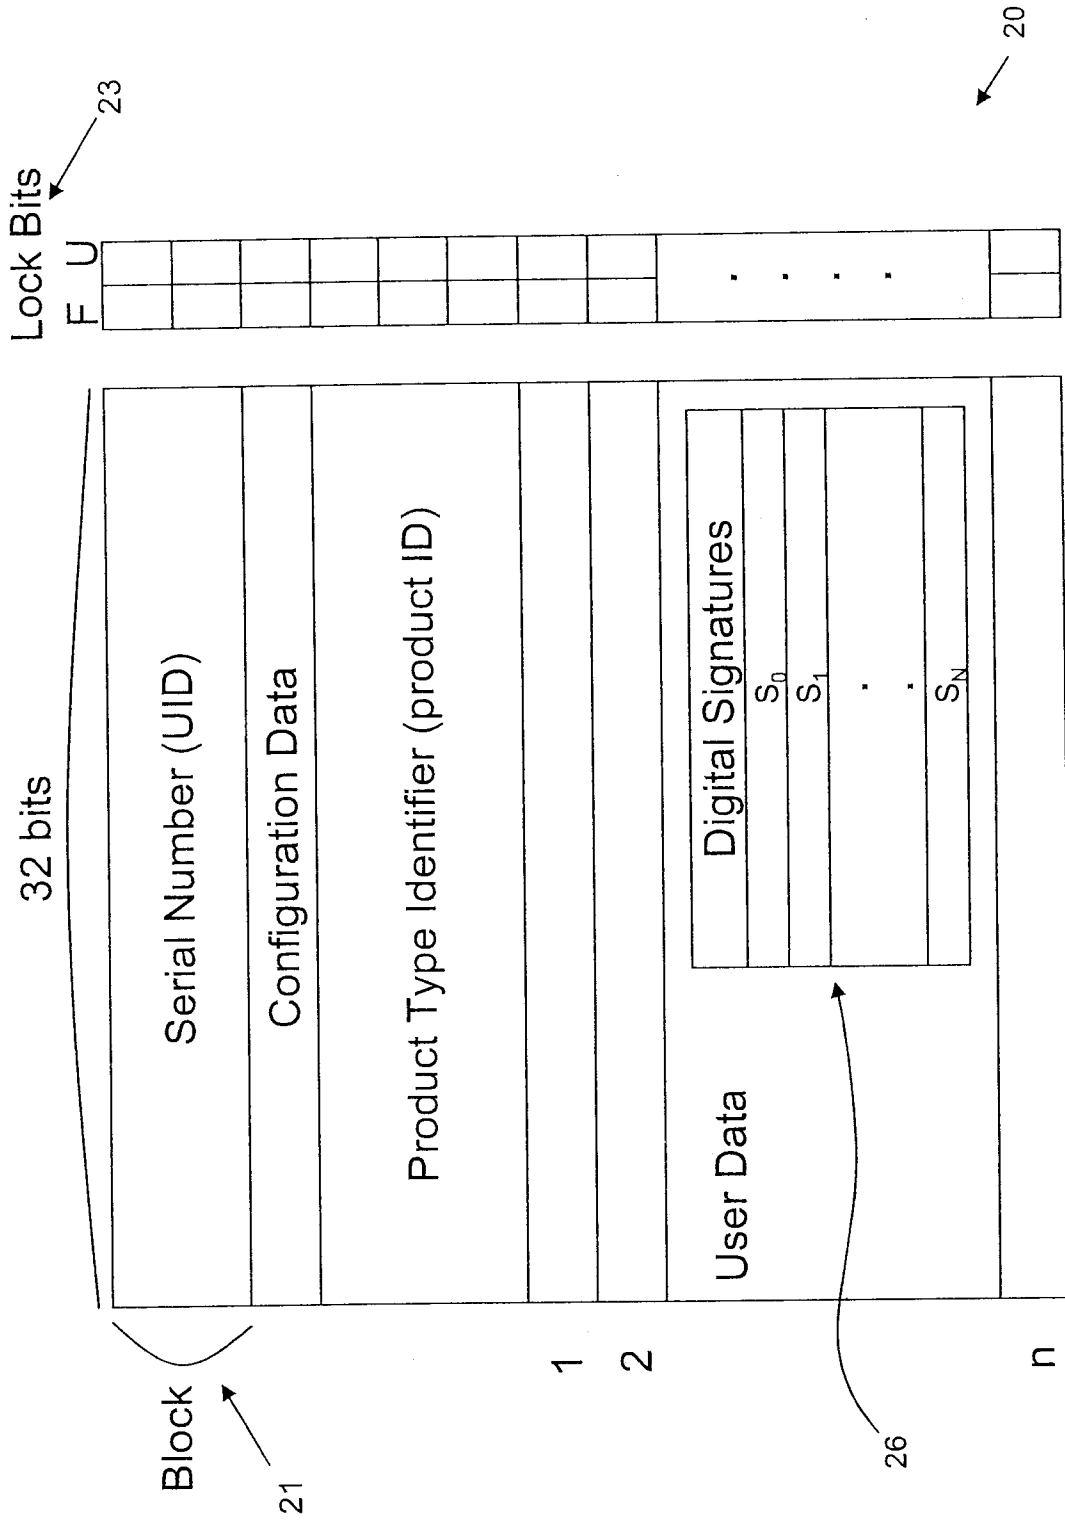 Lock Bits
23
F U
32 bits
Block
21
Serial Number (UID)
Configuration Data
Product Type Identifier (product ID)
1
2
User Data
Digital Signatures
S₀
S₁
S_N
26
n
20